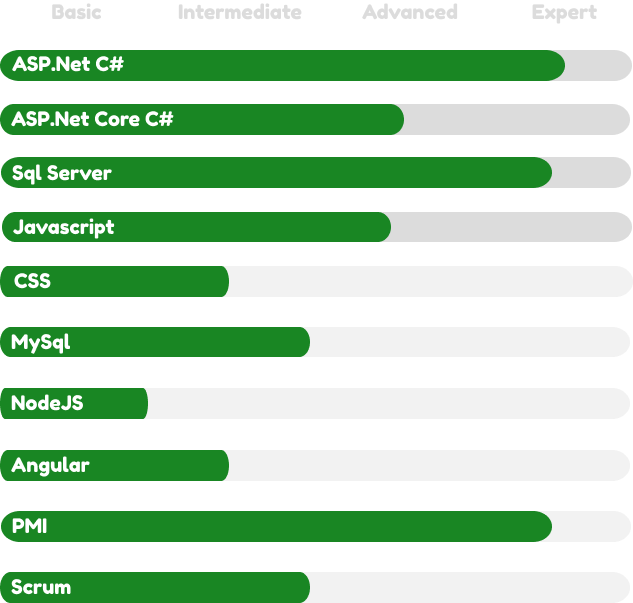 Basic Intermediate Advanced Expert
ASP.Net C#
ASP.Net Core C#
Sql Server
Javascript
CSS
MySql
NodeJS
Angular
PMI
Scrum